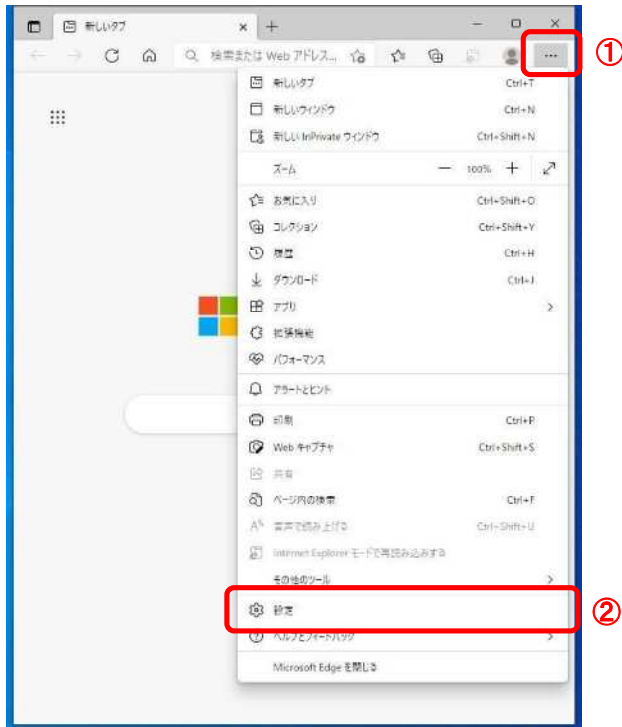 新しいタブ
検索または Web アドレス...
①
新しいタブ Ctrl+T
新しいウィンドウ Ctrl+N
新しい InPrivate ウィンドウ Ctrl+Shift+N
ズーム 100%
お気に入り Ctrl+Shift+O
コレクション Ctrl+Shift+Y
履歴 Ctrl+H
ダウンロード Ctrl+J
アプリ
拡張機能
パフォーマンス
アラートとヒント
印刷 Ctrl+P
Web キャプチャ Ctrl+Shift+S
共有
ページ内の検索 Ctrl+F
音声で読み上げる Ctrl+Shift+U
Internet Explorer モードで再読み込みする
その他のツール
設定
②
ヘルプとフィードバック
Microsoft Edge を閉じる